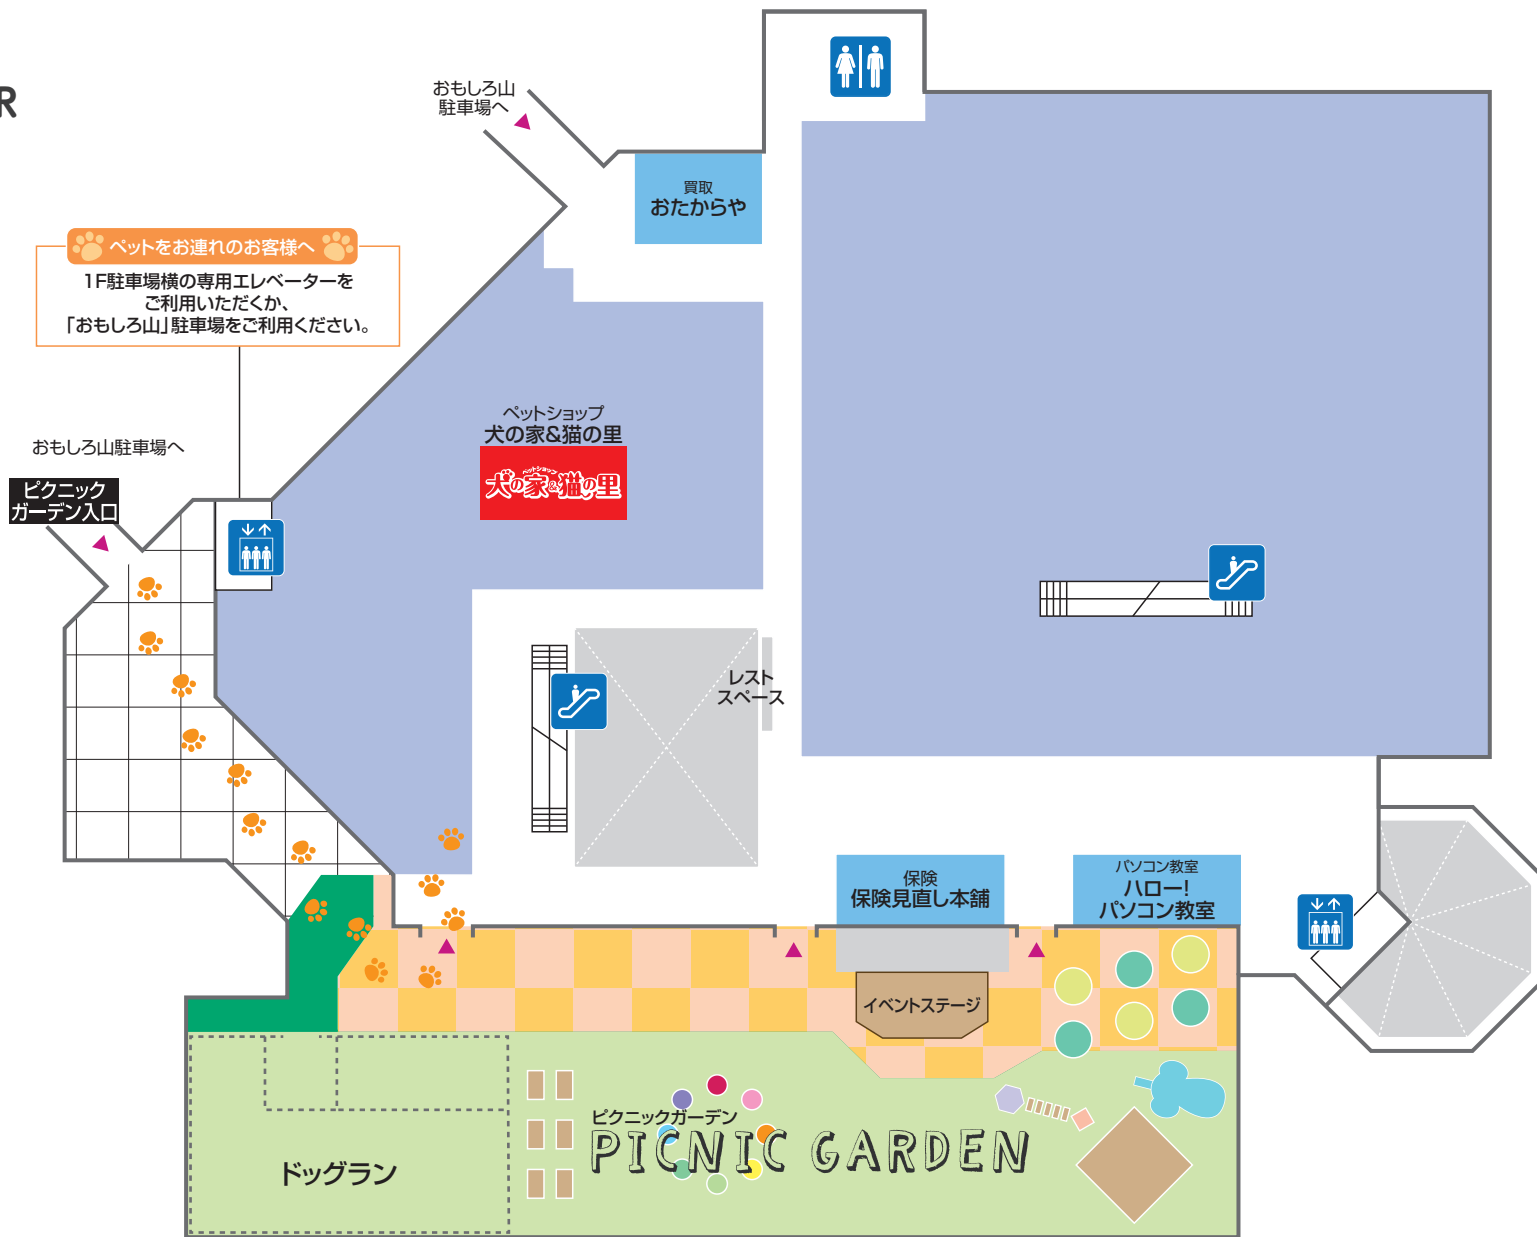 R
おもしろ山
駐車場へ
買取
おたからや
ペットをお連れのお客様へ
1F駐車場横の専用エレベーターを
ご利用いただくか、
「おもしろ山」駐車場をご利用ください。
ペットショップ
犬の家&猫の里
ペットショップ
犬の家&猫の里
おもしろ山駐車場へ
ピクニック
ガーデン入口
レスト
スペース
保険
保険見直し本舗
パソコン教室
ハロー!
パソコン教室
イベントステージ
ピクニックガーデン
PICNIC GARDEN
ドッグラン